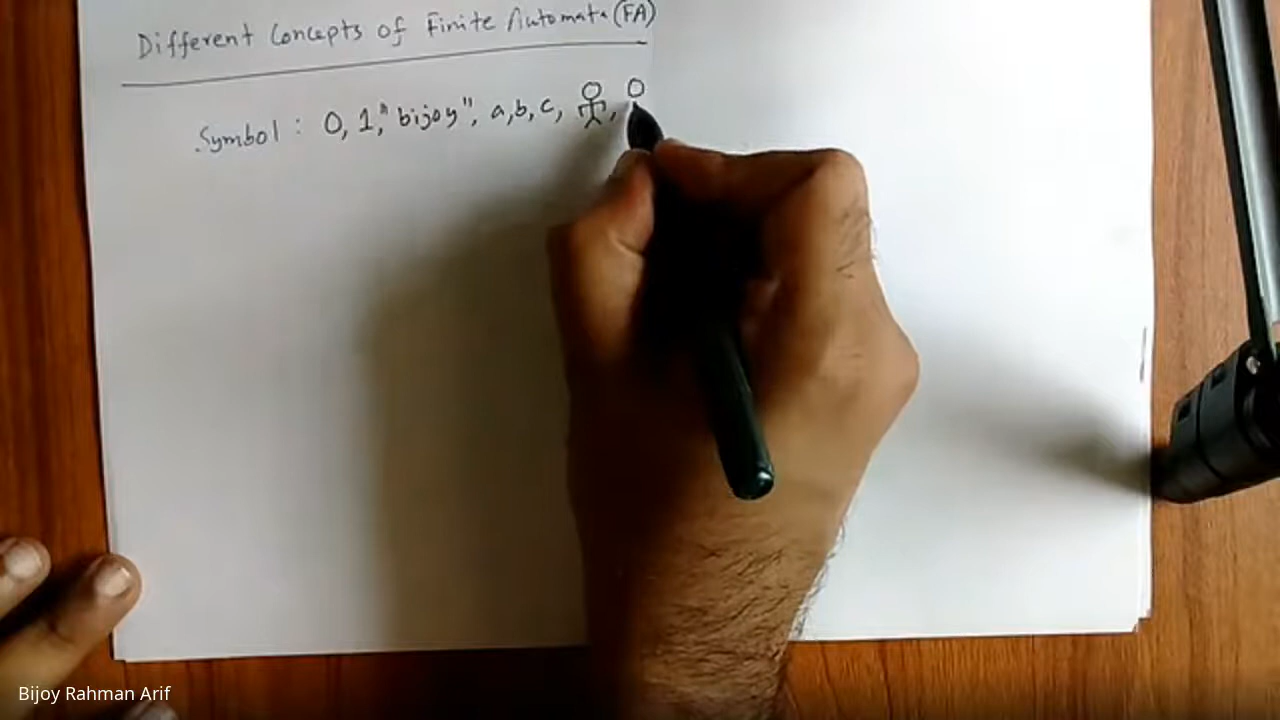 Different Concepts of Finite Automata (FA)
Symbol : 0, 1, "bijoy", a, b, c,
Bijoy Rahman Arif